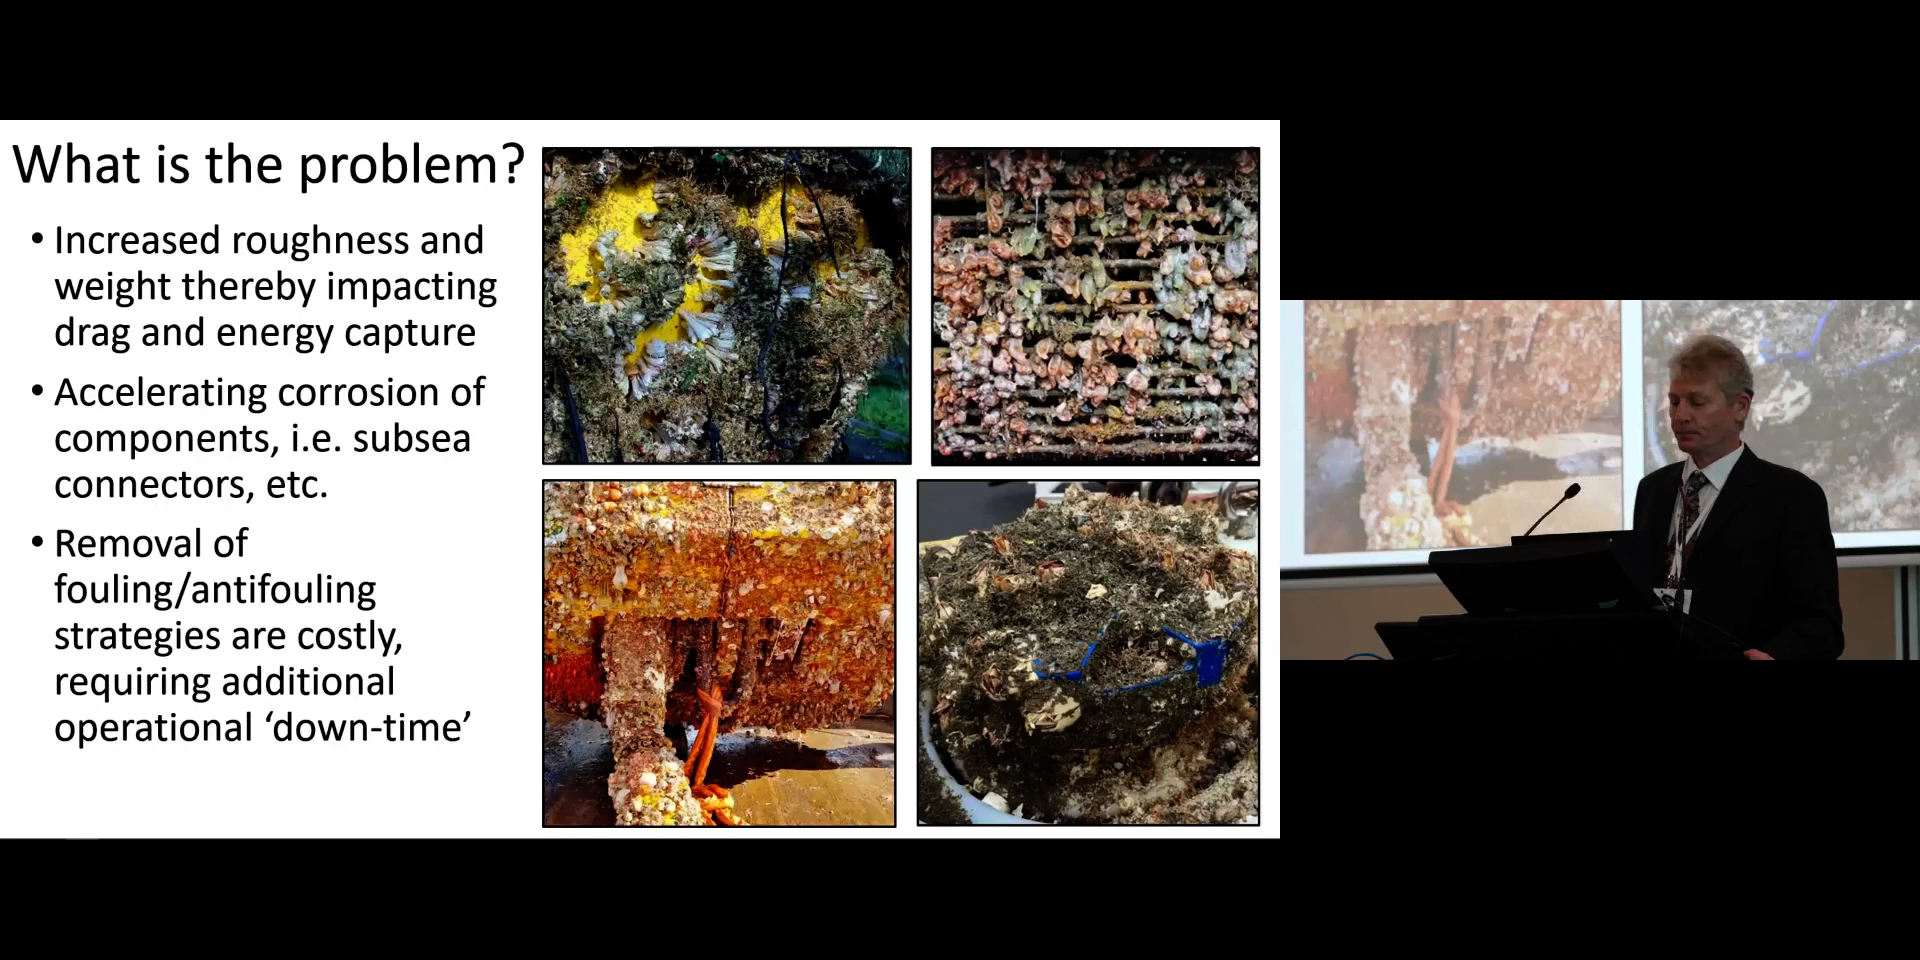 What is the problem?
• Increased roughness and
weight thereby impacting
drag and energy capture
• Accelerating corrosion of
components, i.e. subsea
connectors, etc.
• Removal of
fouling/antifouling
strategies are costly,
requiring additional
operational ‘down-time’